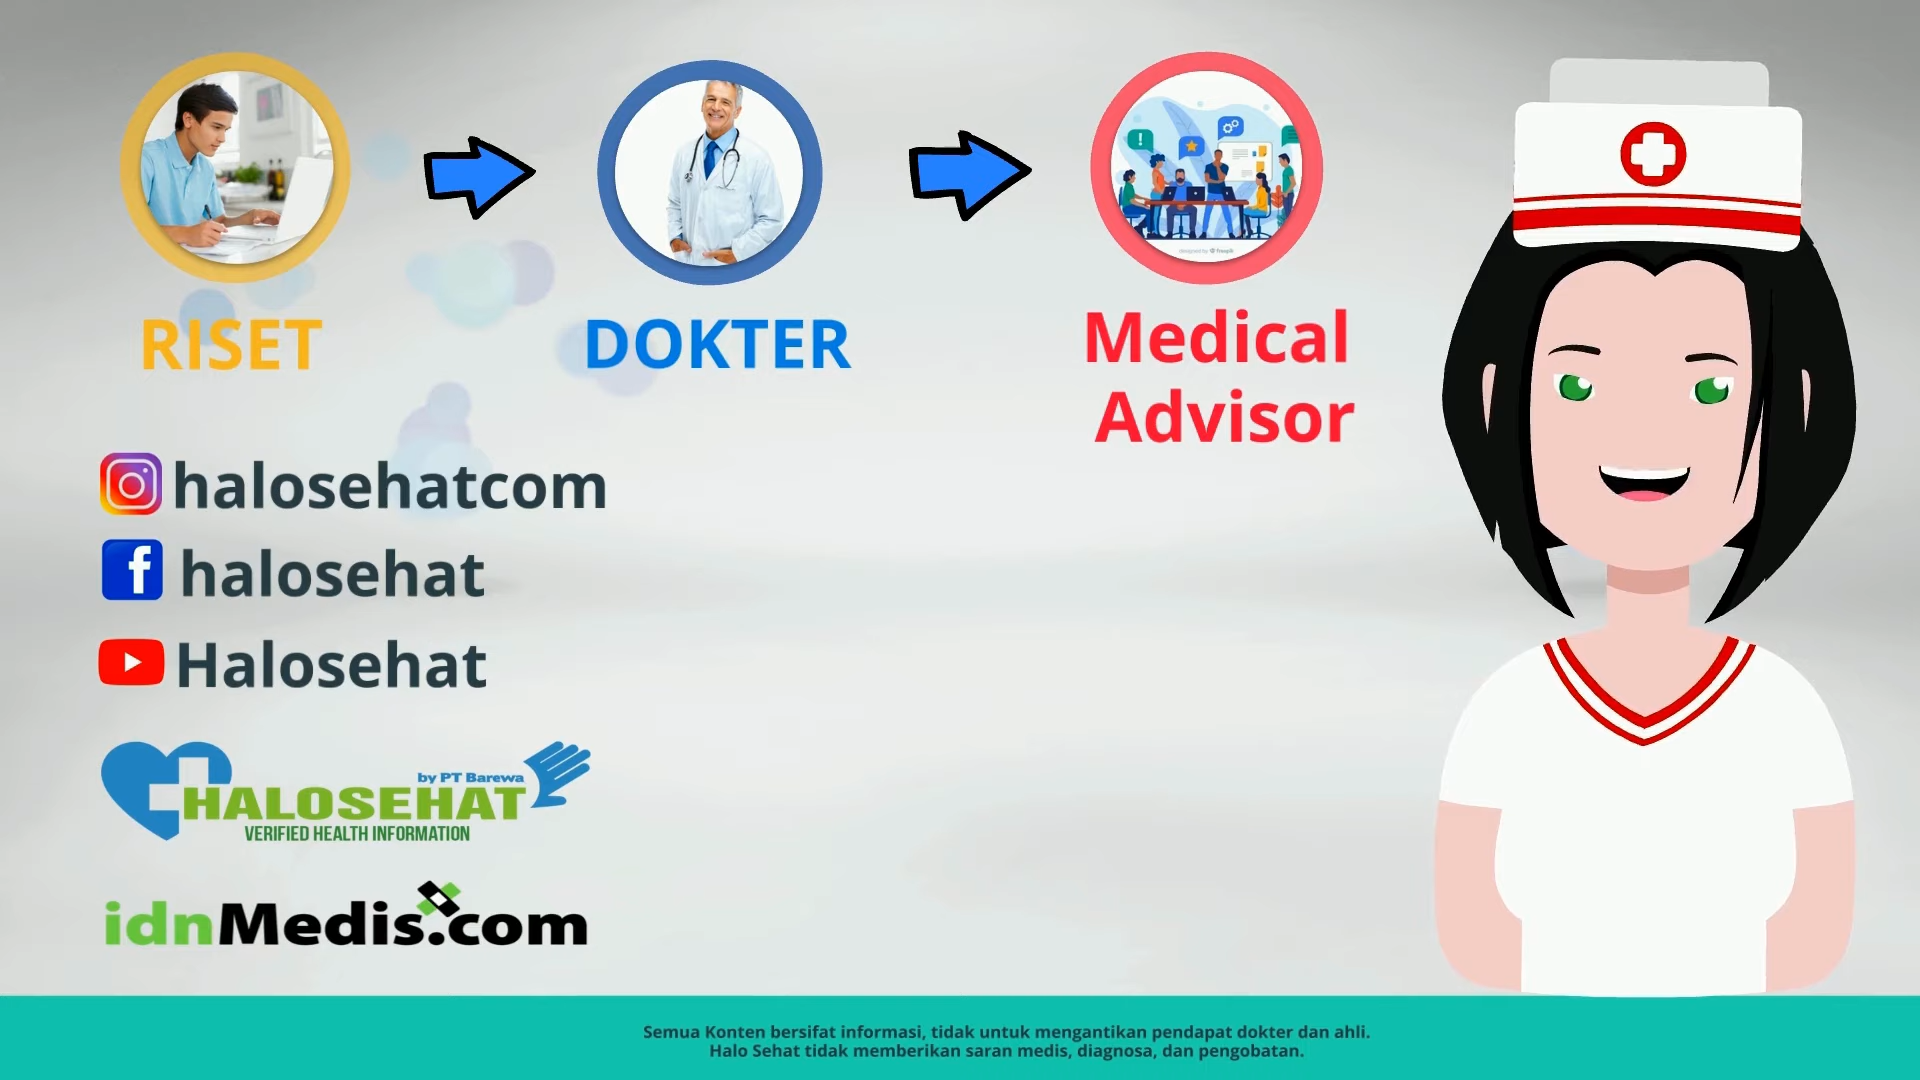 RISET
DOKTER
Medical
Advisor
halosehatcom
halosehat
Halosehat
by PT Barewa
HALOSEHAT
VERIFIED HEALTH INFORMATION
idnMedis.com
Semua Konten bersifat informasi, tidak untuk mengantikan pendapat dokter dan ahli.
Halo Sehat tidak memberikan saran medis, diagnosa, dan pengobatan.